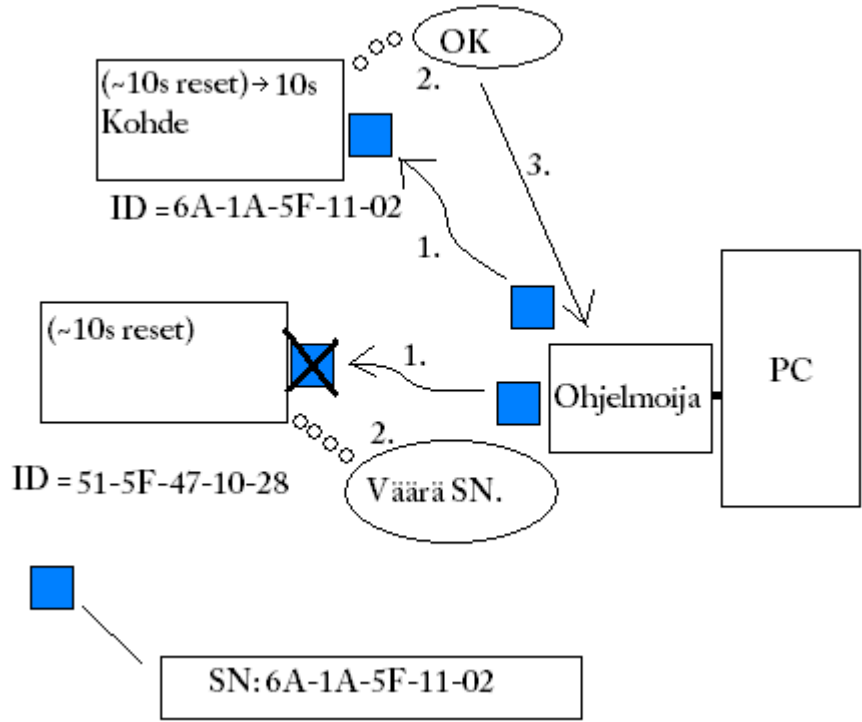 OK
2.
(~10s reset)→ 10s
Kohde
3.
ID = 6A-1A-5F-11-02
1.
(~10s reset)
1.
Ohjelmoija
PC
2.
ID = 51-5F-47-10-28
Väärä SN.
SN: 6A-1A-5F-11-02